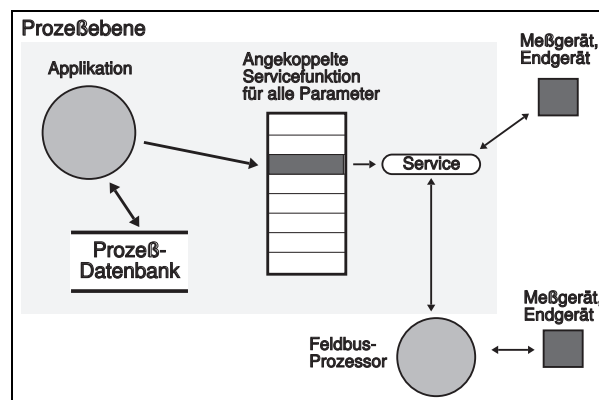 Prozeßebene
Applikation
Angekoppelte
Servicefunktion
für alle Parameter
Meßgerät,
Endgerät
Service
Prozeß-
Datenbank
Feldbus-
Prozessor
Meßgerät,
Endgerät